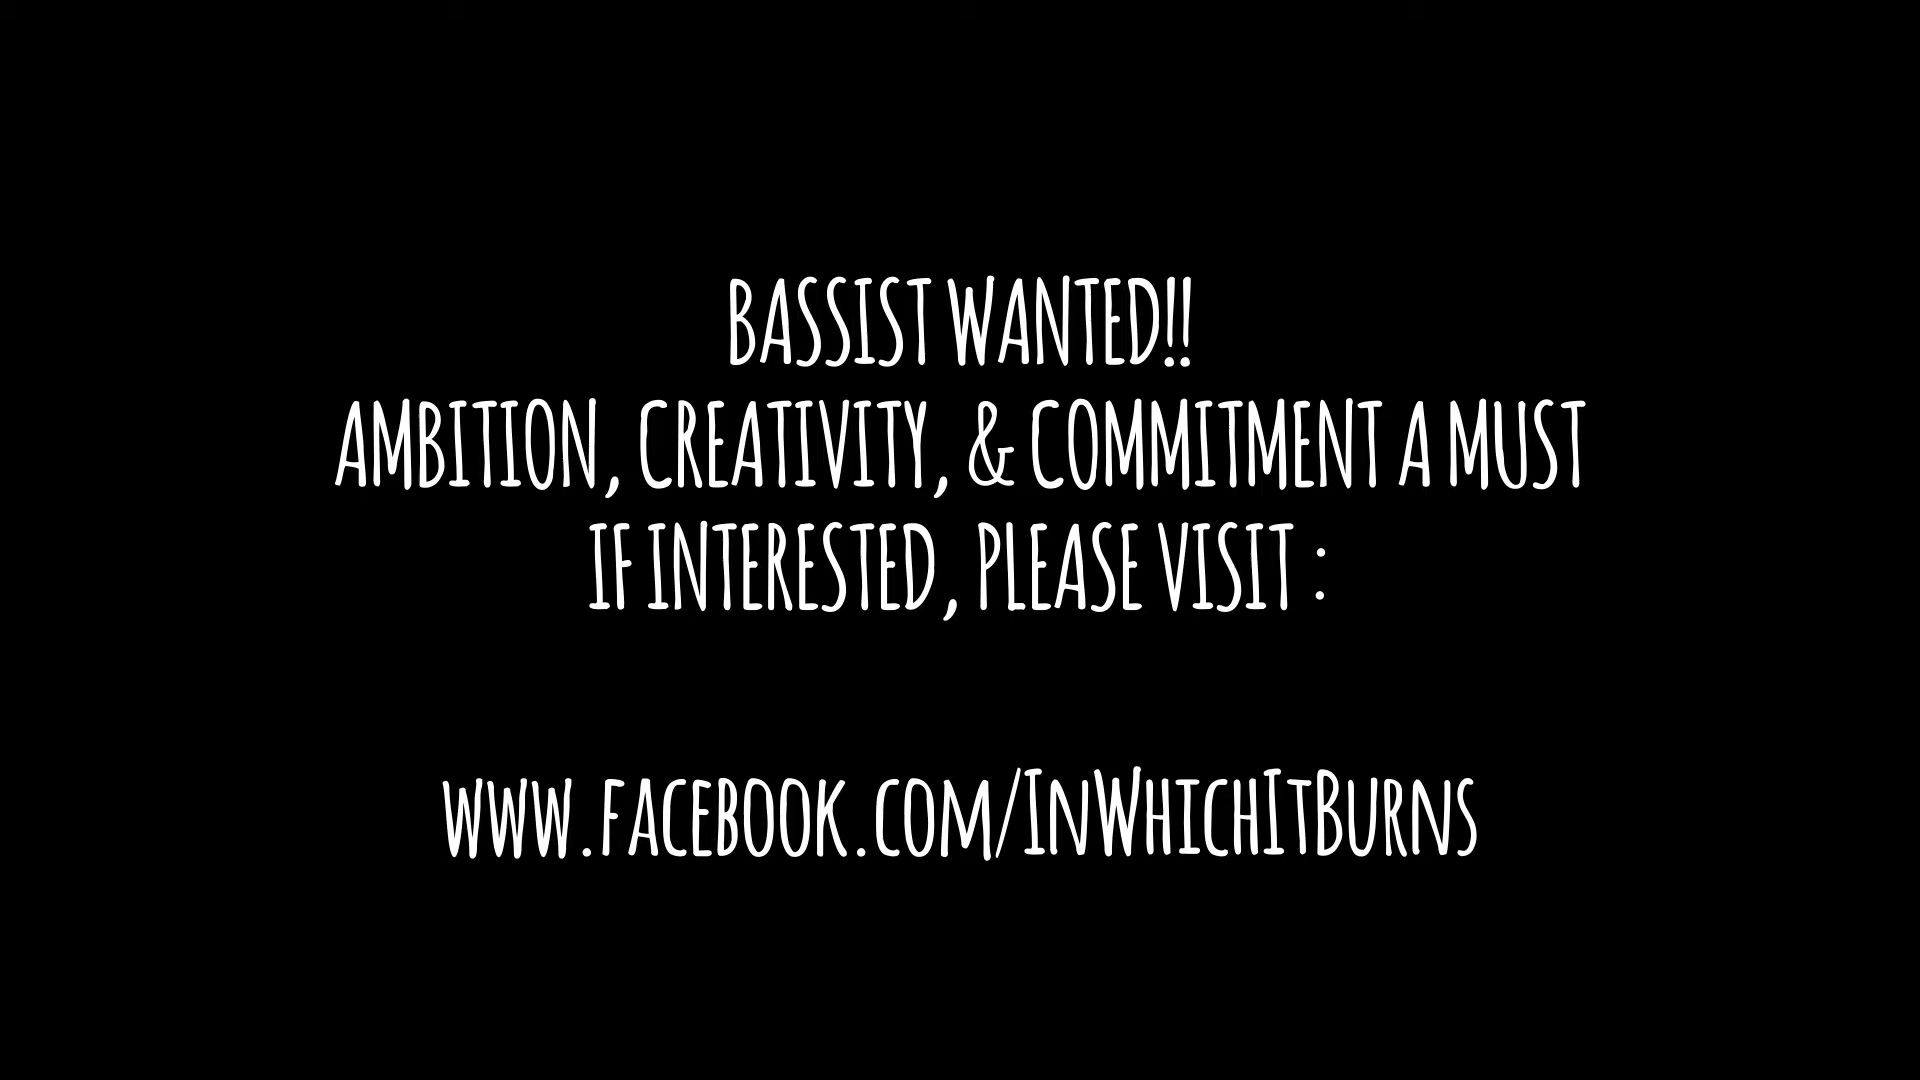 BASSIST WANTED!!
AMBITION, CREATIVITY, & COMMITMENT A MUST
IF INTERESTED, PLEASE VISIT :
www.facebook.com/InWhichItBurns